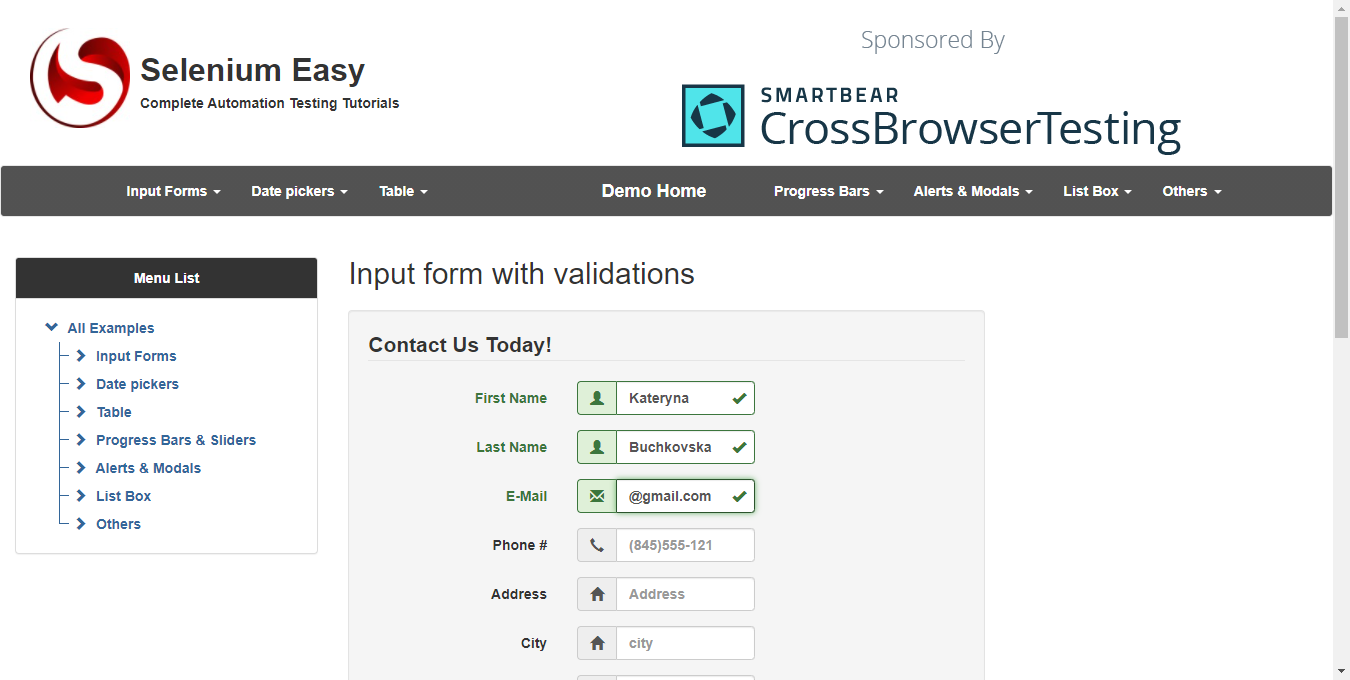 Selenium Easy
Complete Automation Testing Tutorials
Sponsored By
SMARTBEAR
CrossBrowserTesting
Input Forms Date pickers Table Demo Home Progress Bars Alerts & Modals List Box Others
Menu List
All Examples
Input Forms
Date pickers
Table
Progress Bars & Sliders
Alerts & Modals
List Box
Others
Input form with validations
Contact Us Today!
First Name Kateryna
Last Name Buchkovska
E-Mail @gmail.com
Phone # (845)555-121
Address Address
City city